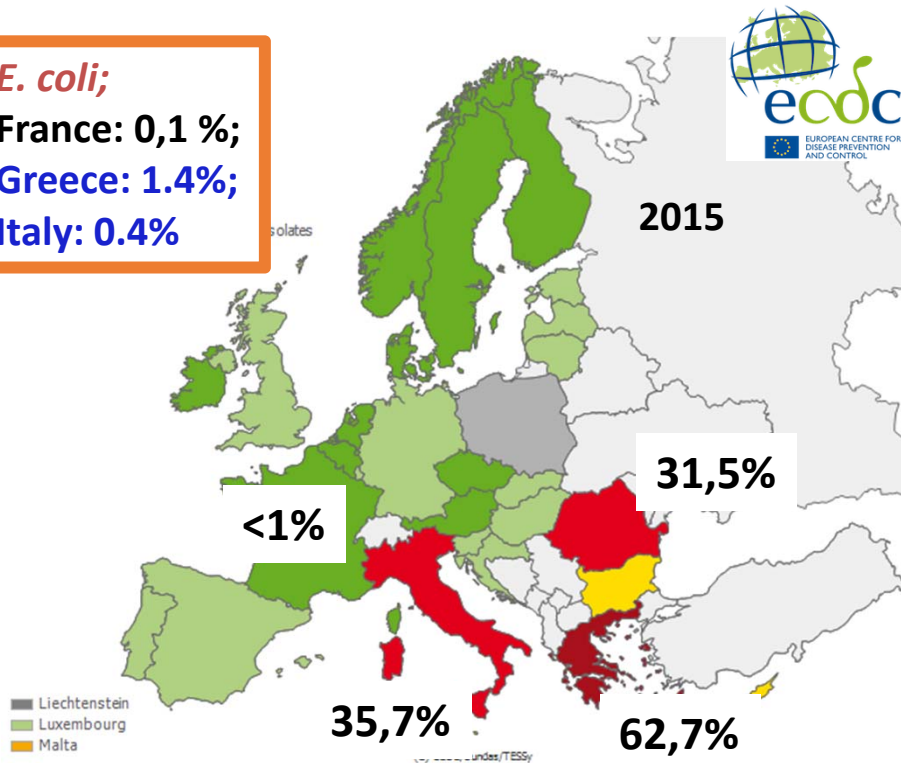 E. coli;
France: 0,1 %;
Greece: 1.4%;
Italy: 0.4%
ecdc
EUROPEAN CENTRE FOR
DISEASE PREVENTION
AND CONTROL
2015
31,5%
<1%
35,7%
62,7%
Liechtenstein
Luxembourg
Malta
/TESSy